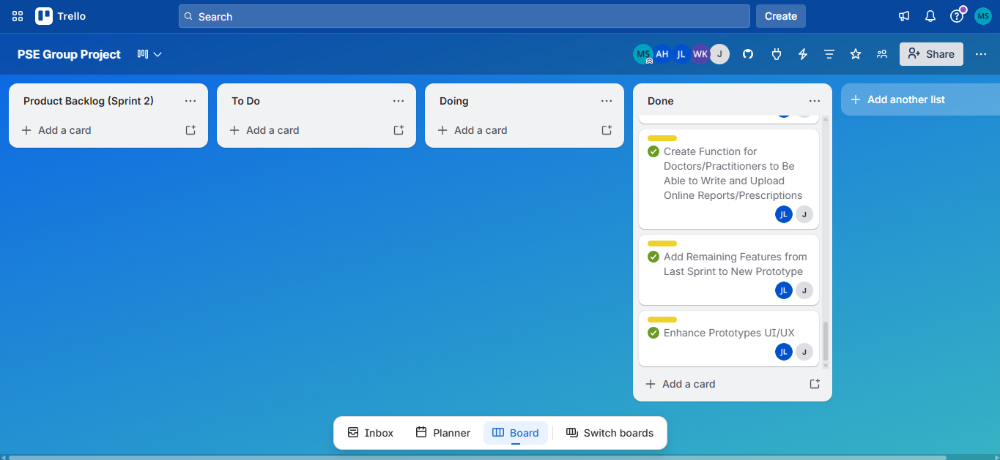 Trello
Search
Create
MS
PSE Group Project
MS AH JL WK J
Share
Product Backlog (Sprint 2)
Add a card
To Do
Add a card
Doing
Add a card
Done
Create Function for
Doctors/Practitioners to Be
Able to Write and Upload
Online Reports/Prescriptions
JL J
Add Remaining Features from
Last Sprint to New Prototype
JL J
Enhance Prototypes UI/UX
JL J
Add a card
Add another list
Inbox
Planner
Board
Switch boards